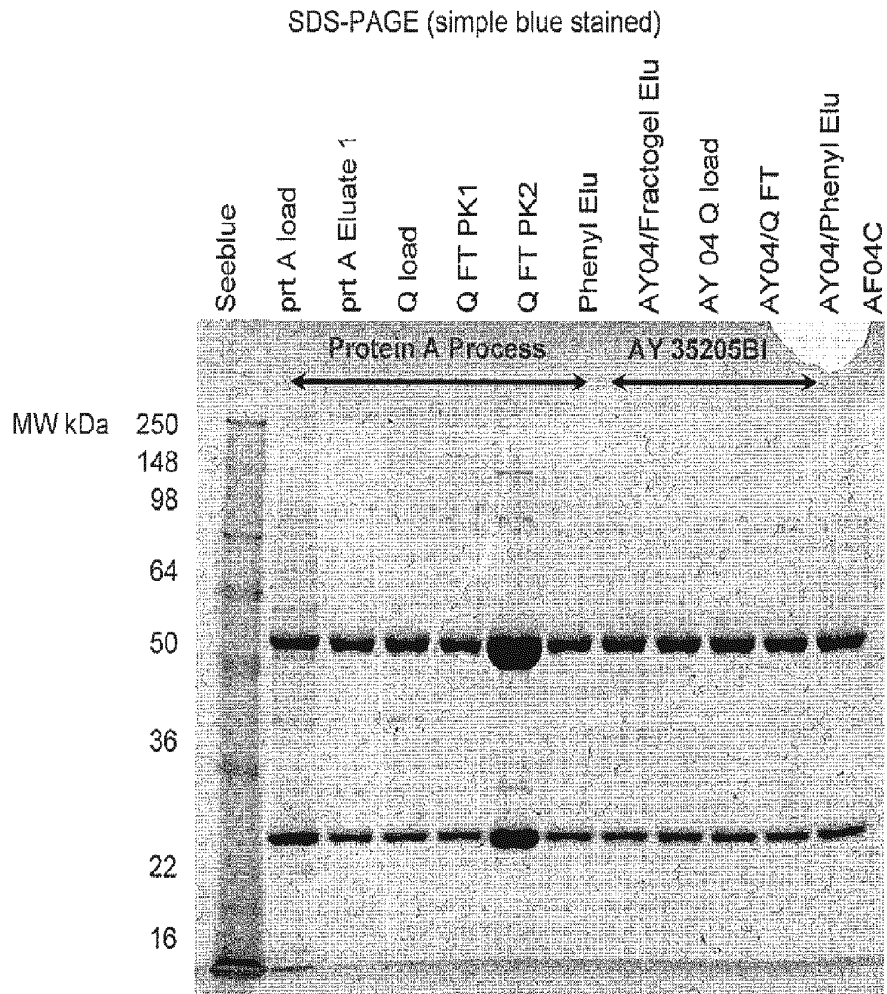 SDS-PAGE (simple blue stained)
Seeblue
prt A load
prt A Eluate 1
Q load
Q FT PK1
Q FT PK2
Phenyl Elu
AY04/Fractogel Elu
AY 04 Q load
AY04/Q FT
AY04/Phenyl Elu
AF04C
Protein A Process
AY 35205BI
MW kDa 250
148
98
64
50
36
22
16